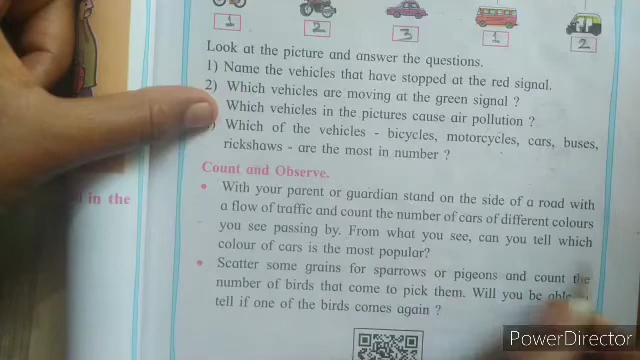 1 2 3 1 2
Look at the picture and answer the questions.
1) Name the vehicles that have stopped at the red signal.
2) Which vehicles are moving at the green signal ?
Which vehicles in the pictures cause air pollution ?
) Which of the vehicles - bicycles, motorcycles, cars, buses,
rickshaws - are the most in number ?
in the
Count and Observe.
• With your parent or guardian stand on the side of a road with
a flow of traffic and count the number of cars of different colours
you see passing by. From what you see, can you tell which
colour of cars is the most popular?
• Scatter some grains for sparrows or pigeons and count the
number of birds that come to pick them. Will you be able
tell if one of the birds comes again ?
PowerDirector